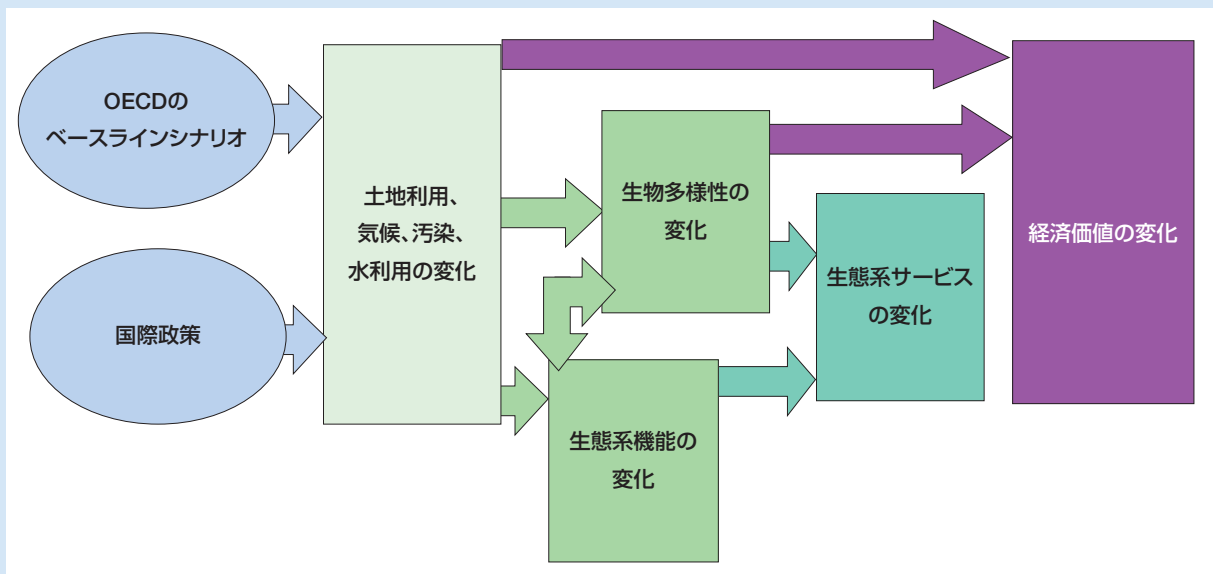 OECDの
ベースラインシナリオ
国際政策
土地利用、
気候、汚染、
水利用の変化
生物多様性の
変化
生態系機能の
変化
生態系サービス
の変化
経済価値の変化